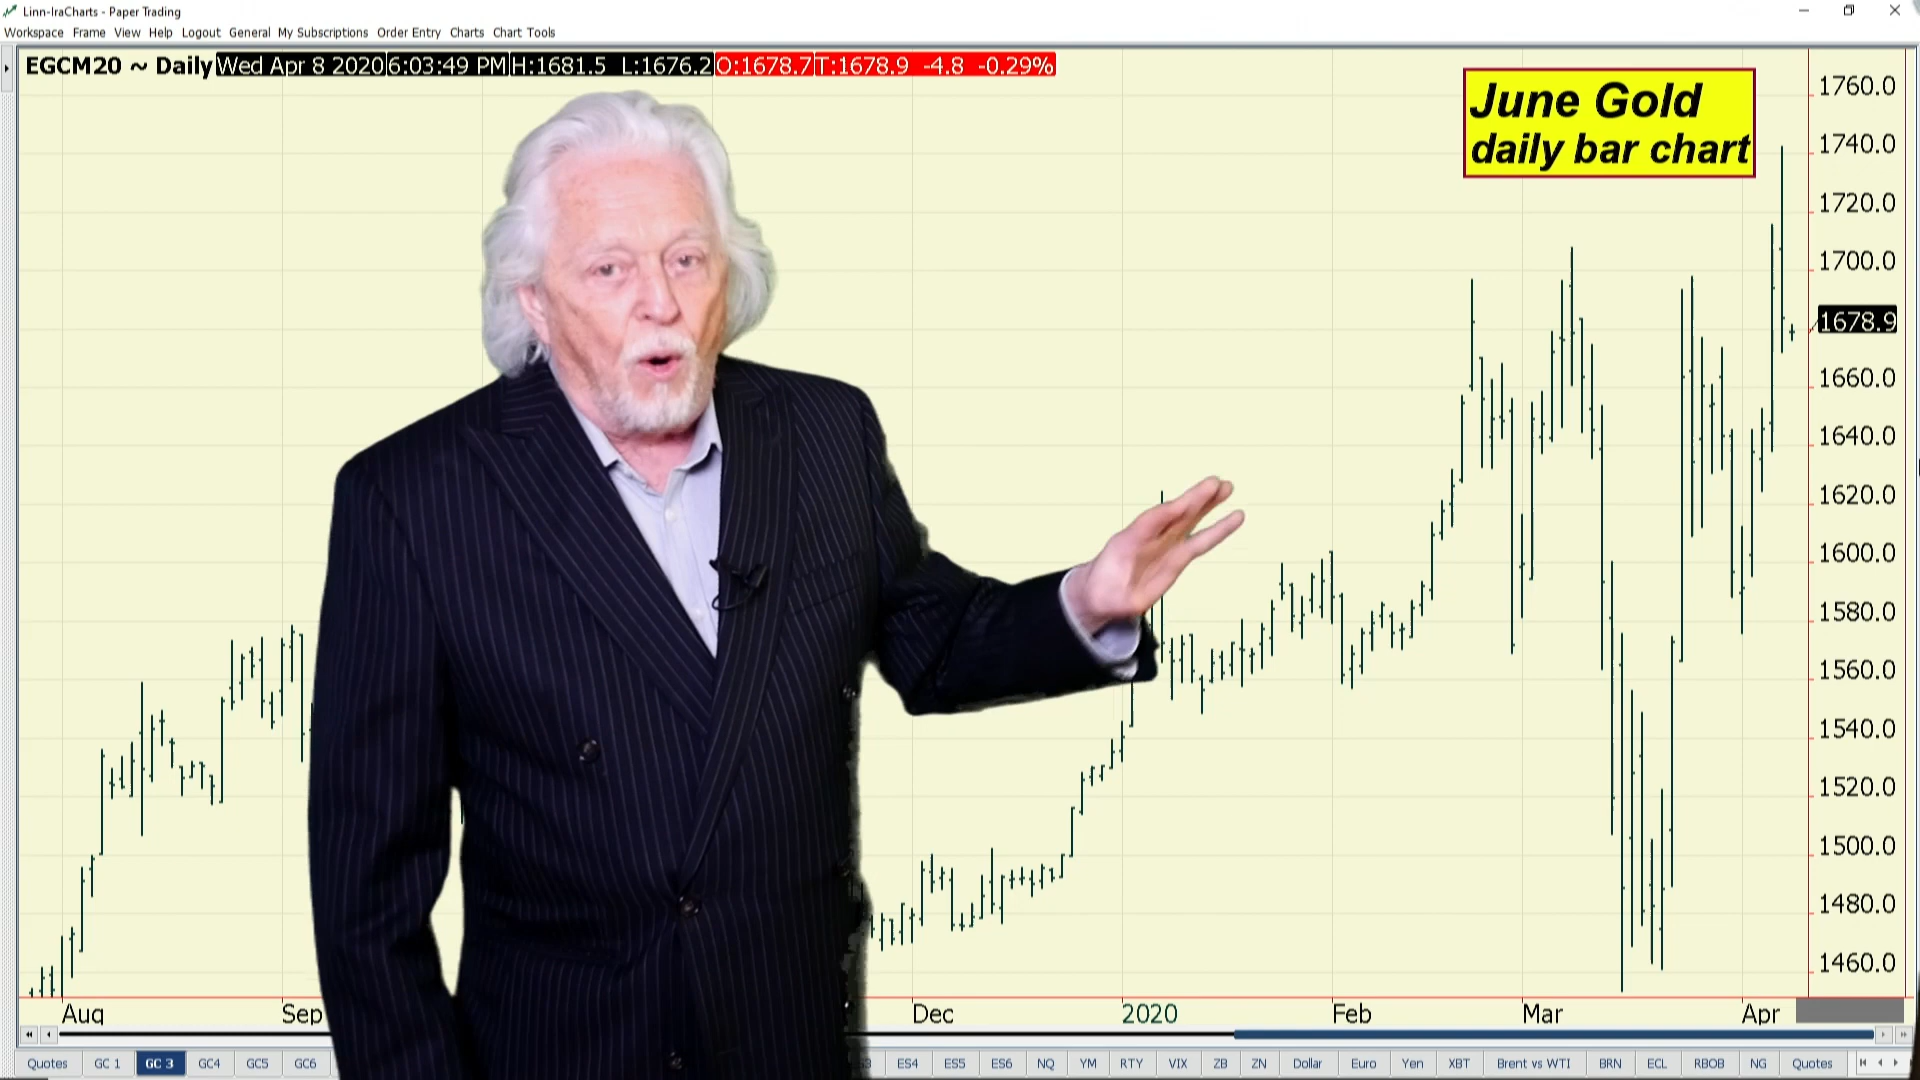 Linn-IraCharts - Paper Trading
Workspace Frame View Help Logout General My Subscriptions Order Entry Charts Chart Tools
EGCM20 ~ Daily Wed Apr 8 2020 6:03:49 PM H:1681.5 L:1676.2 O:1678.7 T:1678.9 -4.8 -0.29%
June Gold
daily bar chart
1760.0
1740.0
1720.0
1700.0
1678.9
1660.0
1640.0
1620.0
1600.0
1580.0
1560.0
1540.0
1520.0
1500.0
1480.0
1460.0
Aug Sep Dec 2020 Feb Mar Apr
Quotes GC 1 GC 3 GC4 GC5 GC6 ES4 ES5 ES6 NQ YM RTY VIX ZB ZN Dollar Euro Yen XBT Brent vs WTI BRN ECL RBOB NG Quotes